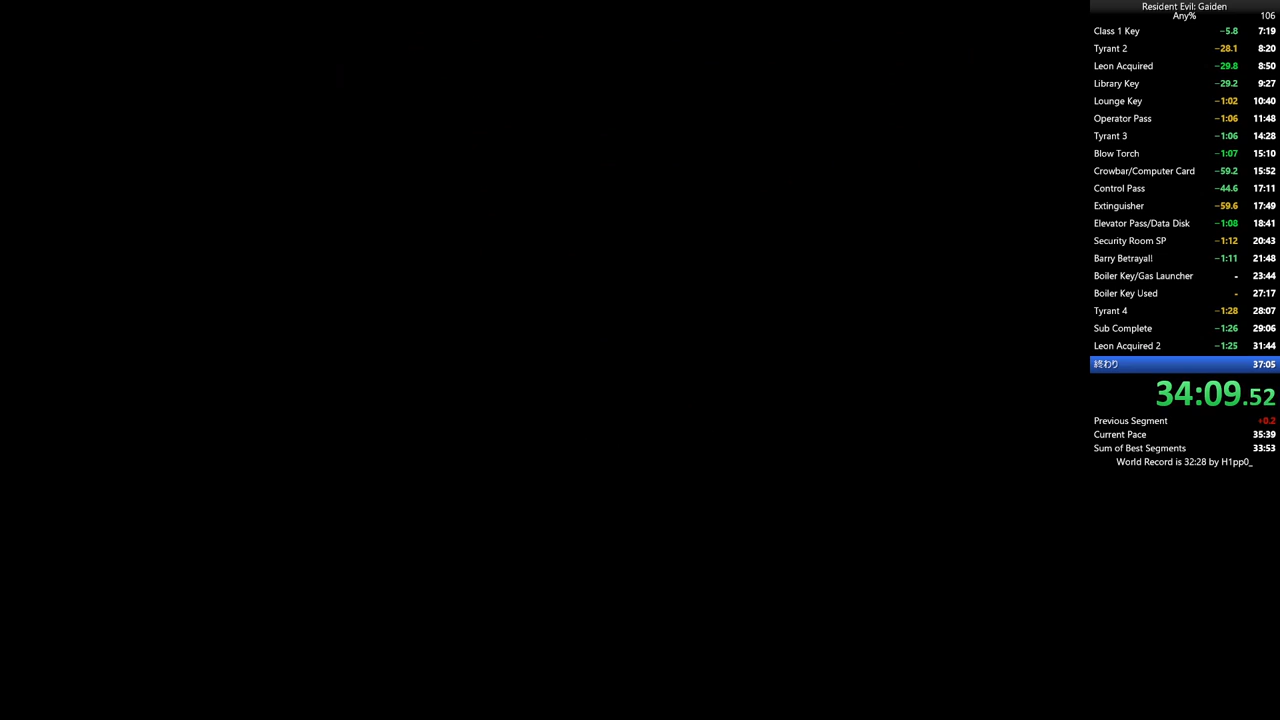 Resident Evil: Gaiden
Any% 106
Class 1 Key −5.8 7:19
Tyrant 2 −28.1 8:20
Leon Acquired −29.8 8:50
Library Key −29.2 9:27
Lounge Key −1:02 10:40
Operator Pass −1:06 11:48
Tyrant 3 −1:06 14:28
Blow Torch −1:07 15:10
Crowbar/Computer Card −59.2 15:52
Control Pass −44.6 17:11
Extinguisher −59.6 17:49
Elevator Pass/Data Disk −1:08 18:41
Security Room SP −1:12 20:43
Barry Betrayal! −1:11 21:48
Boiler Key/Gas Launcher - 23:44
Boiler Key Used - 27:17
Tyrant 4 −1:28 28:07
Sub Complete −1:26 29:06
Leon Acquired 2 −1:25 31:44
終わり 37:05
34:09.52
Previous Segment +0.2
Current Pace 35:39
Sum of Best Segments 33:53
World Record is 32:28 by H1pp0_